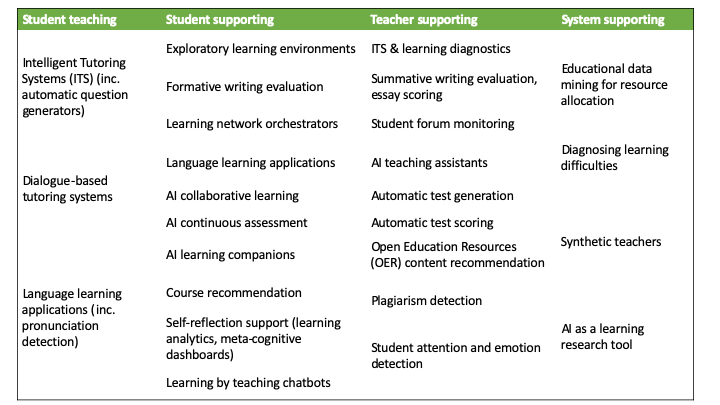 Student teaching
Student supporting
Teacher supporting
System supporting
Intelligent Tutoring
Systems (ITS) (inc.
automatic question
generators)
Dialogue-based
tutoring systems
Language learning
applications (inc.
pronunciation
detection)
Exploratory learning environments
Formative writing evaluation
Learning network orchestrators
Language learning applications
AI collaborative learning
AI continuous assessment
AI learning companions
Course recommendation
Self-reflection support (learning
analytics, meta-cognitive
dashboards)
Learning by teaching chatbots
ITS & learning diagnostics
Summative writing evaluation,
essay scoring
Student forum monitoring
AI teaching assistants
Automatic test generation
Automatic test scoring
Open Education Resources
(OER) content recommendation
Plagiarism detection
Student attention and emotion
detection
Educational data
mining for resource
allocation
Diagnosing learning
difficulties
Synthetic teachers
AI as a learning
research tool